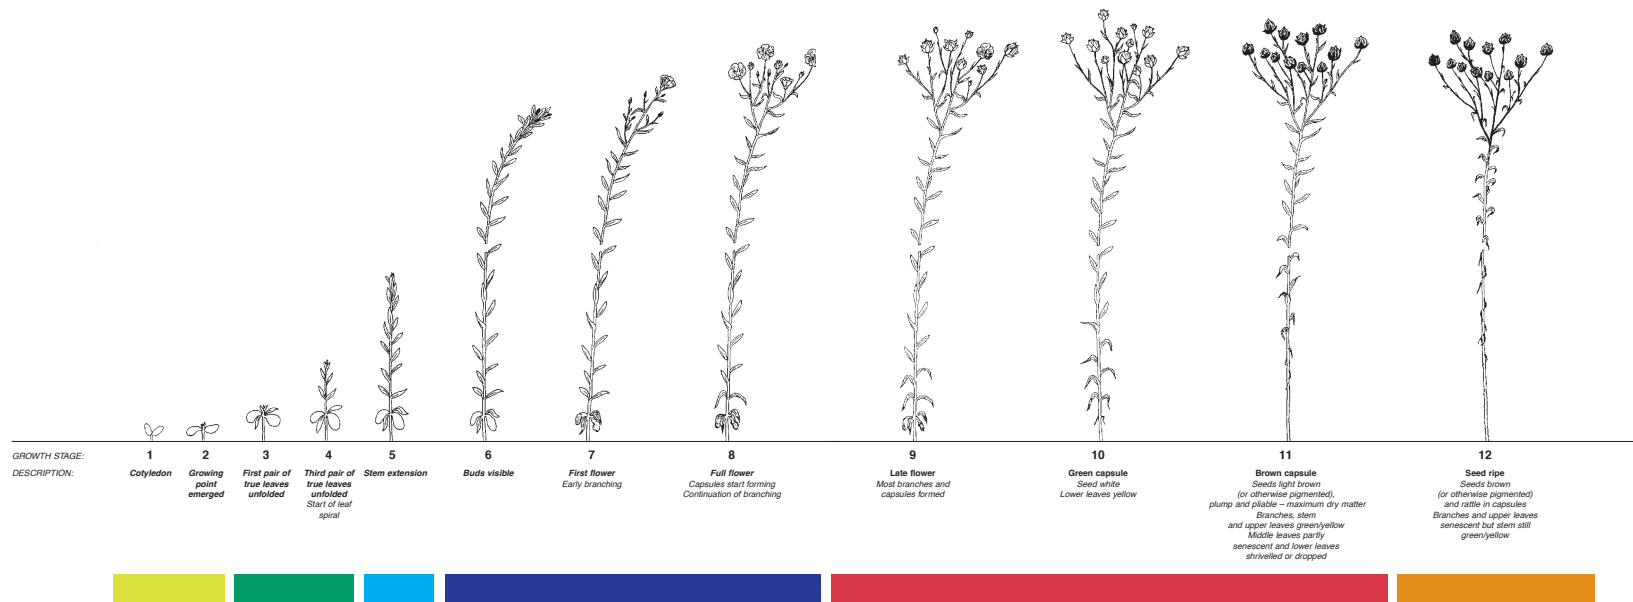 GROWTH STAGE: 1 2 3 4 5 6 7 8 9 10 11 12
DESCRIPTION: Cotyledon Growing First pair of Third pair of Stem extension Buds visible First flower Full flower Late flower Green capsule Brown capsule Seed ripe
point true leaves true leaves Early branching Capsules start forming Most branches and Seed white Seeds light brown Seeds brown
emerged unfolded unfolded Continuation of branching capsules formed Lower leaves yellow (or otherwise pigmented), (or otherwise pigmented)
Start of leaf plump and pliable – maximum dry matter and rattle in capsules
spiral Branches, stem Branches and upper leaves
and upper leaves green/yellow senescent but stem still
Middle leaves partly green/yellow
senescent and lower leaves
shrivelled or dropped